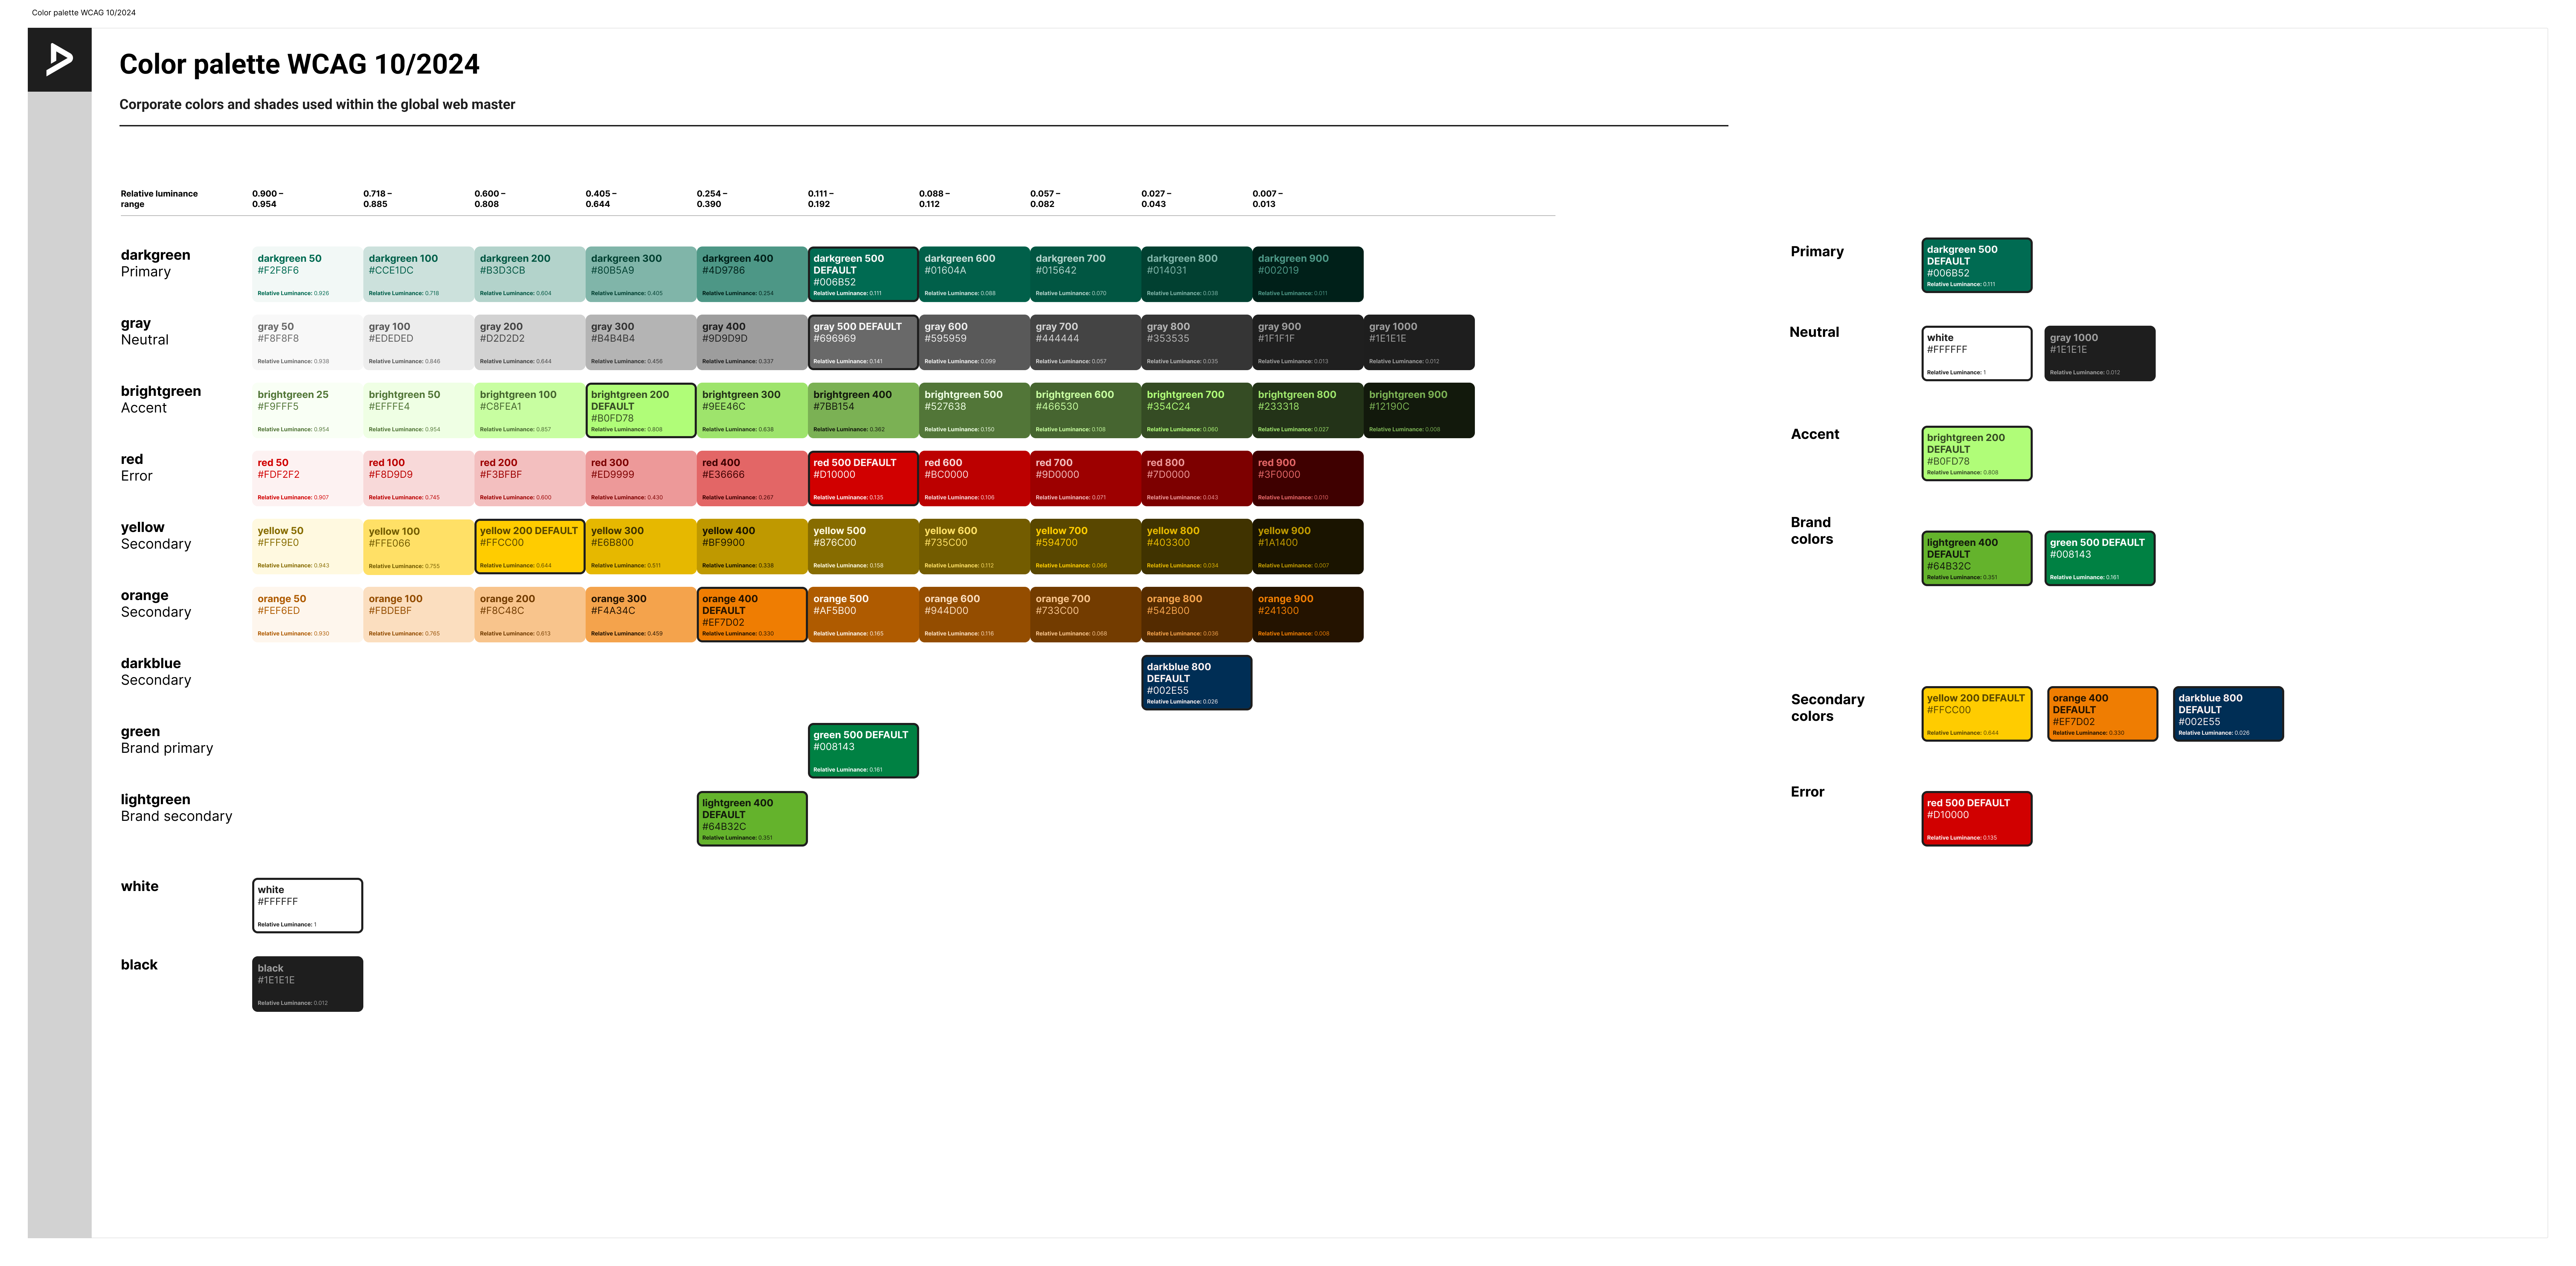 Color palette WCAG 10/2024
Color palette WCAG 10/2024
Corporate colors and shades used within the global web master
Relative luminance range
0.900 – 0.954
0.718 – 0.885
0.600 – 0.808
0.405 – 0.644
0.254 – 0.390
0.111 – 0.192
0.088 – 0.112
0.057 – 0.082
0.027 – 0.043
0.007 – 0.013
darkgreen
Primary
darkgreen 50
#F2F8F6
Relative Luminance: 0.926
darkgreen 100
#CCE1DC
Relative Luminance: 0.718
darkgreen 200
#B3D3CB
Relative Luminance: 0.604
darkgreen 300
#80B5A9
Relative Luminance: 0.405
darkgreen 400
#4D9786
Relative Luminance: 0.254
darkgreen 500
DEFAULT
#006B52
Relative Luminance: 0.111
darkgreen 600
#01604A
Relative Luminance: 0.088
darkgreen 700
#015642
Relative Luminance: 0.070
darkgreen 800
#014031
Relative Luminance: 0.038
darkgreen 900
#002019
Relative Luminance: 0.011
gray
Neutral
gray 50
#F8F8F8
Relative Luminance: 0.938
gray 100
#EDEDED
Relative Luminance: 0.846
gray 200
#D2D2D2
Relative Luminance: 0.644
gray 300
#B4B4B4
Relative Luminance: 0.456
gray 400
#9D9D9D
Relative Luminance: 0.337
gray 500 DEFAULT
#696969
Relative Luminance: 0.141
gray 600
#595959
Relative Luminance: 0.099
gray 700
#444444
Relative Luminance: 0.057
gray 800
#353535
Relative Luminance: 0.035
gray 900
#1F1F1F
Relative Luminance: 0.013
gray 1000
#1E1E1E
Relative Luminance: 0.012
brightgreen
Accent
brightgreen 25
#F9FFF5
Relative Luminance: 0.954
brightgreen 50
#EFFFE4
Relative Luminance: 0.954
brightgreen 100
#C8FEA1
Relative Luminance: 0.857
brightgreen 200
DEFAULT
#B0FD78
Relative Luminance: 0.808
brightgreen 300
#9EE46C
Relative Luminance: 0.638
brightgreen 400
#7BB154
Relative Luminance: 0.362
brightgreen 500
#527638
Relative Luminance: 0.150
brightgreen 600
#466530
Relative Luminance: 0.108
brightgreen 700
#354C24
Relative Luminance: 0.060
brightgreen 800
#233318
Relative Luminance: 0.027
brightgreen 900
#12190C
Relative Luminance: 0.008
red
Error
red 50
#FDF2F2
Relative Luminance: 0.907
red 100
#F8D9D9
Relative Luminance: 0.745
red 200
#F3BFBF
Relative Luminance: 0.600
red 300
#ED9999
Relative Luminance: 0.430
red 400
#E36666
Relative Luminance: 0.267
red 500 DEFAULT
#D10000
Relative Luminance: 0.135
red 600
#BC0000
Relative Luminance: 0.106
red 700
#9D0000
Relative Luminance: 0.071
red 800
#7D0000
Relative Luminance: 0.043
red 900
#3F0000
Relative Luminance: 0.010
yellow
Secondary
yellow 50
#FFF9E0
Relative Luminance: 0.943
yellow 100
#FFE066
Relative Luminance: 0.755
yellow 200 DEFAULT
#FFCC00
Relative Luminance: 0.644
yellow 300
#E6B800
Relative Luminance: 0.511
yellow 400
#BF9900
Relative Luminance: 0.338
yellow 500
#876C00
Relative Luminance: 0.158
yellow 600
#735C00
Relative Luminance: 0.112
yellow 700
#594700
Relative Luminance: 0.066
yellow 800
#403300
Relative Luminance: 0.034
yellow 900
#1A1400
Relative Luminance: 0.007
orange
Secondary
orange 50
#FEF6ED
Relative Luminance: 0.930
orange 100
#FBDEBF
Relative Luminance: 0.765
orange 200
#F8C48C
Relative Luminance: 0.613
orange 300
#F4A34C
Relative Luminance: 0.459
orange 400
DEFAULT
#EF7D02
Relative Luminance: 0.330
orange 500
#AF5B00
Relative Luminance: 0.165
orange 600
#944D00
Relative Luminance: 0.116
orange 700
#733C00
Relative Luminance: 0.068
orange 800
#542B00
Relative Luminance: 0.036
orange 900
#241300
Relative Luminance: 0.008
darkblue
Secondary
darkblue 800
DEFAULT
#002E55
Relative Luminance: 0.026
green
Brand primary
green 500 DEFAULT
#008143
Relative Luminance: 0.161
lightgreen
Brand secondary
lightgreen 400
DEFAULT
#64B32C
Relative Luminance: 0.351
white
white
#FFFFFF
Relative Luminance: 1
black
black
#1E1E1E
Relative Luminance: 0.012
Primary
darkgreen 500
DEFAULT
#006B52
Relative Luminance: 0.111
Neutral
white
#FFFFFF
Relative Luminance: 1
gray 1000
#1E1E1E
Relative Luminance: 0.012
Accent
brightgreen 200
DEFAULT
#B0FD78
Relative Luminance: 0.808
Brand
colors
lightgreen 400
DEFAULT
#64B32C
Relative Luminance: 0.351
green 500 DEFAULT
#008143
Relative Luminance: 0.161
Secondary
colors
yellow 200 DEFAULT
#FFCC00
Relative Luminance: 0.644
orange 400
DEFAULT
#EF7D02
Relative Luminance: 0.330
darkblue 800
DEFAULT
#002E55
Relative Luminance: 0.026
Error
red 500 DEFAULT
#D10000
Relative Luminance: 0.135